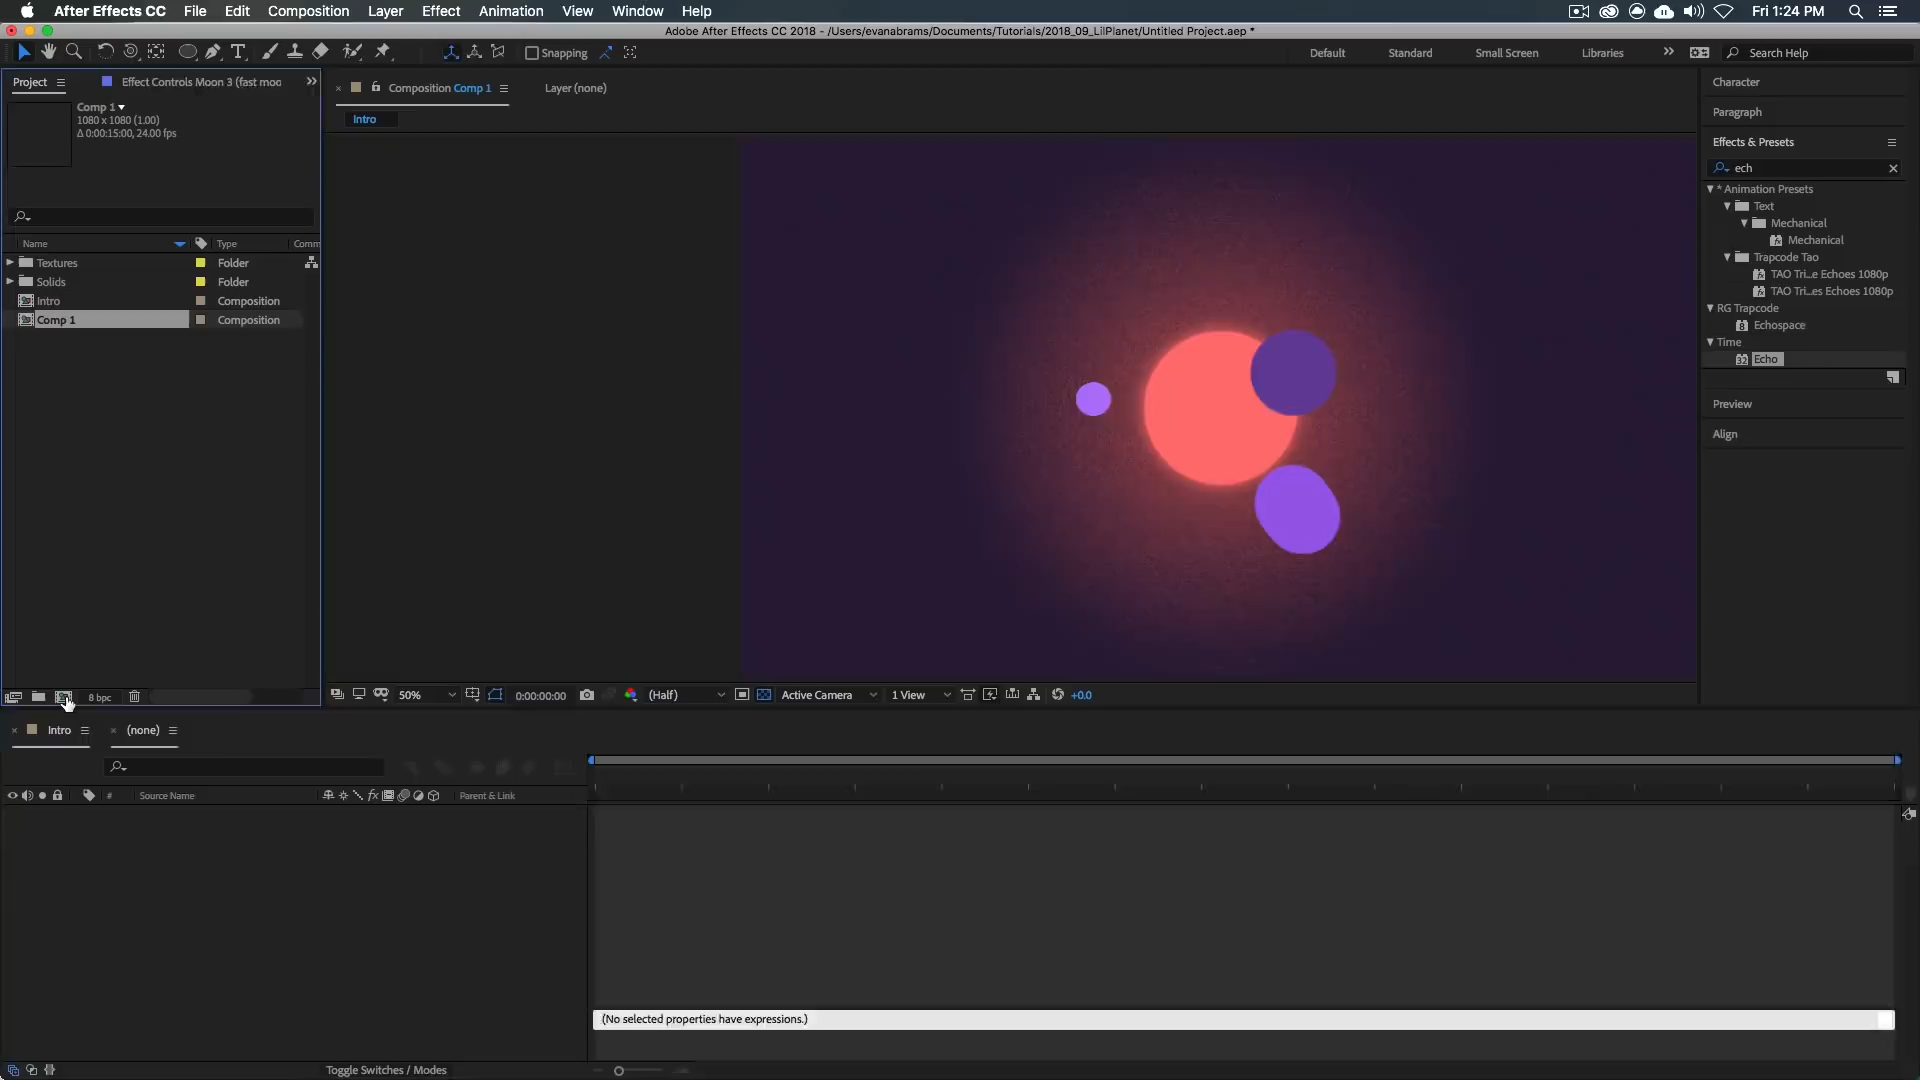 After Effects CC File Edit Composition Layer Effect Animation View Window Help Fri 1:24 PM
Adobe After Effects CC 2018 - /Users/evanabrams/Documents/Tutorials/2018_09_LilPlanet/Untitled Project.aep *
Snapping Default Standard Small Screen Libraries Search Help
Project Effect Controls Moon 3 (fast moo
Composition Comp 1 Layer (none)
Intro
Comp 1
1080 x 1080 (1.00)
Δ 0:00:15:00, 24.00 fps
Name Type Comm
Textures Folder
Solids Folder
Intro Composition
Comp 1 Composition
8 bpc
50% 0:00:00:00 (Half) Active Camera 1 View +0.0
Character
Paragraph
Effects & Presets
ech
* Animation Presets
Text
Mechanical
Mechanical
Trapcode Tao
TAO Tri...e Echoes 1080p
TAO Tri...es Echoes 1080p
RG Trapcode
Echospace
Time
32 Echo
Preview
Align
Intro (none)
# Source Name fx Parent & Link
(No selected properties have expressions.)
Toggle Switches / Modes